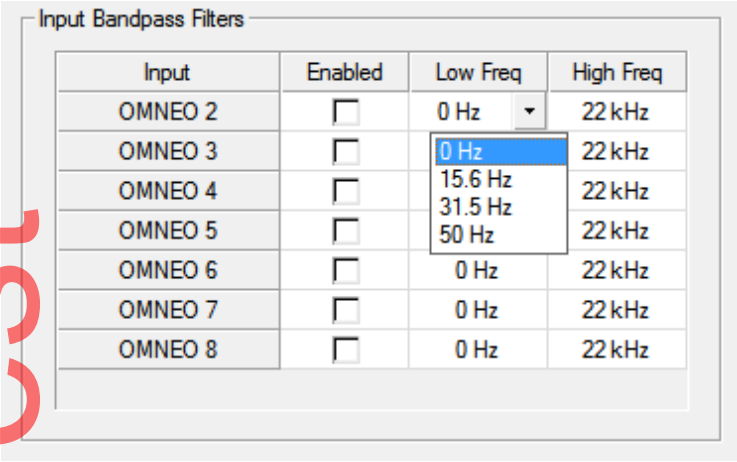 Input Bandpass Filters
Input Enabled Low Freq High Freq
OMNEO 2 0 Hz 22 kHz
OMNEO 3 0 Hz 22 kHz
OMNEO 4 15.6 Hz 22 kHz
OMNEO 5 31.5 Hz 22 kHz
50 Hz
OMNEO 6 0 Hz 22 kHz
OMNEO 7 0 Hz 22 kHz
OMNEO 8 0 Hz 22 kHz